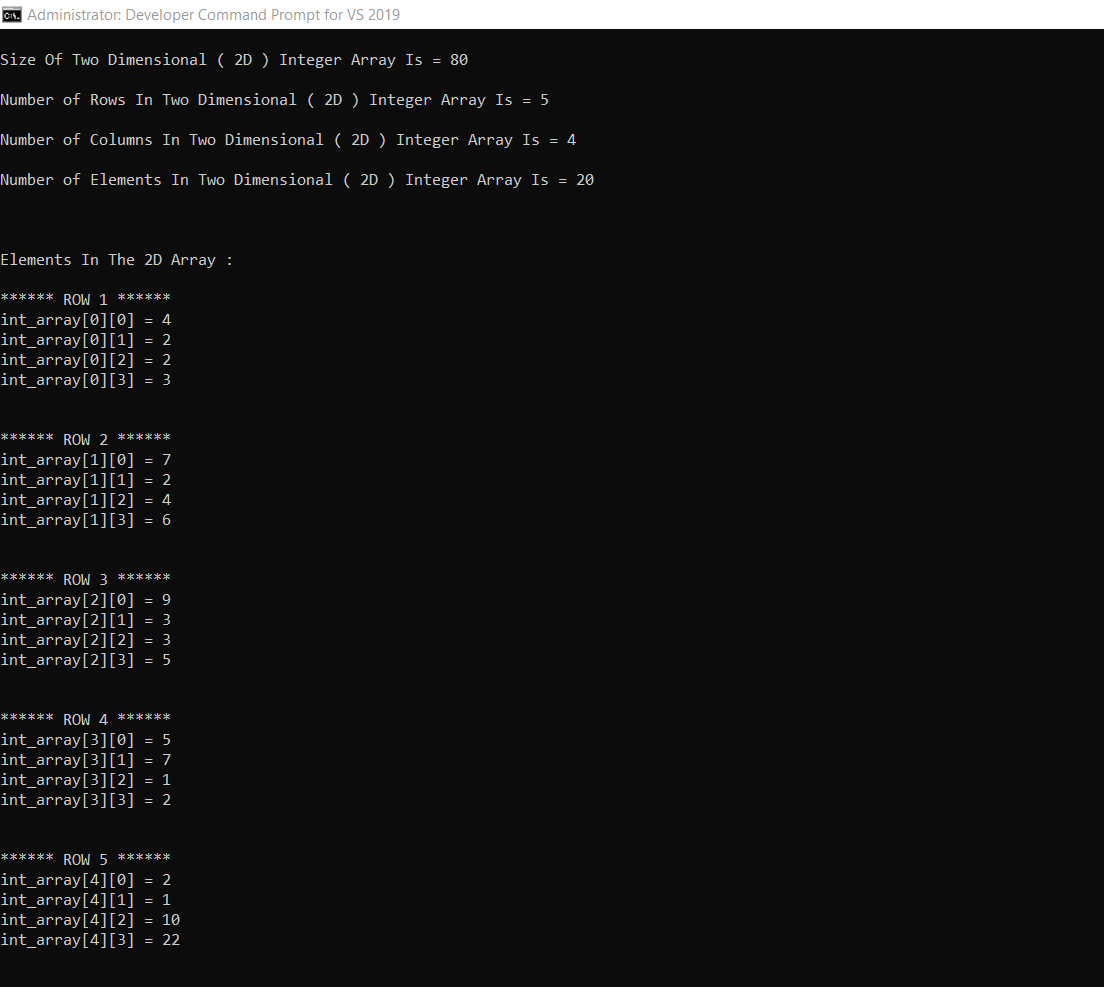 Administrator: Developer Command Prompt for VS 2019
Size Of Two Dimensional ( 2D ) Integer Array Is = 80
Number of Rows In Two Dimensional ( 2D ) Integer Array Is = 5
Number of Columns In Two Dimensional ( 2D ) Integer Array Is = 4
Number of Elements In Two Dimensional ( 2D ) Integer Array Is = 20
Elements In The 2D Array :
****** ROW 1 ******
int_array[0][0] = 4
int_array[0][1] = 2
int_array[0][2] = 2
int_array[0][3] = 3
****** ROW 2 ******
int_array[1][0] = 7
int_array[1][1] = 2
int_array[1][2] = 4
int_array[1][3] = 6
****** ROW 3 ******
int_array[2][0] = 9
int_array[2][1] = 3
int_array[2][2] = 3
int_array[2][3] = 5
****** ROW 4 ******
int_array[3][0] = 5
int_array[3][1] = 7
int_array[3][2] = 1
int_array[3][3] = 2
****** ROW 5 ******
int_array[4][0] = 2
int_array[4][1] = 1
int_array[4][2] = 10
int_array[4][3] = 22